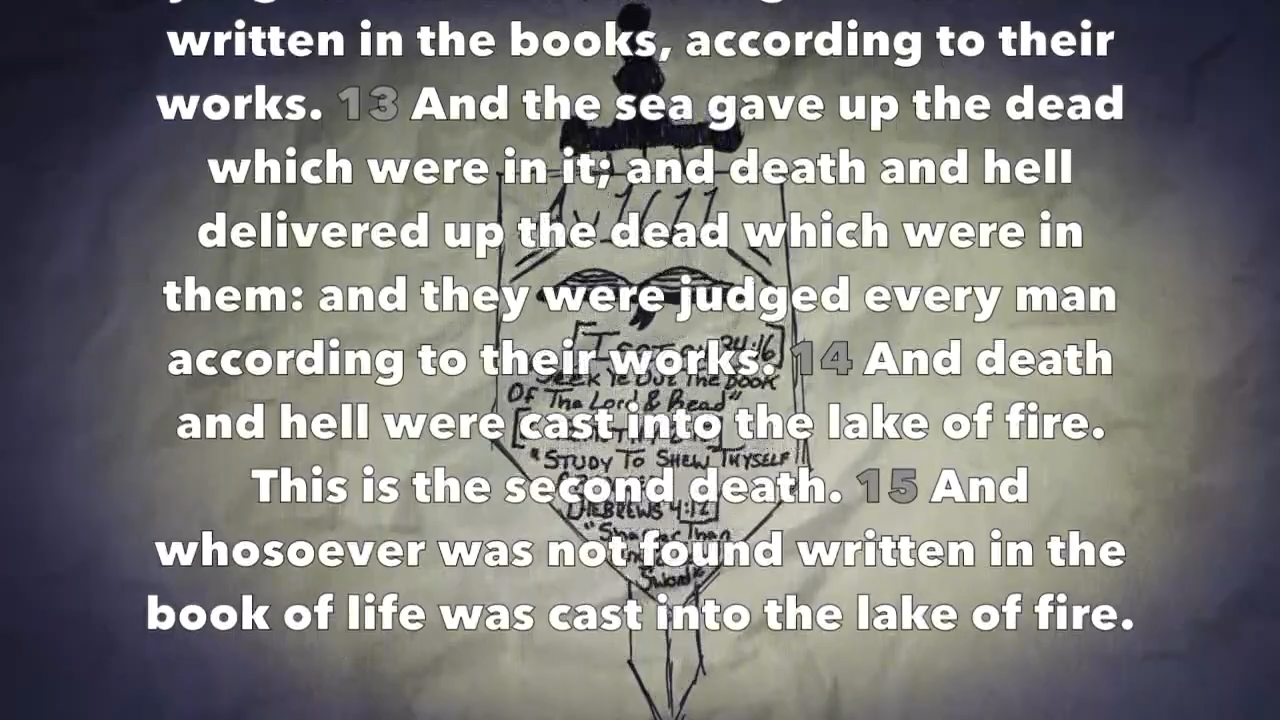 written in the books, according to their
works. 13 And the sea gave up the dead
which were in it; and death and hell
delivered up the dead which were in
them: and they were judged every man
according to their works. 14 And death
and hell were cast into the lake of fire.
This is the second death. 15 And
whosoever was not found written in the
book of life was cast into the lake of fire.
Av 1611
34:16
Seek Ye Out The Book
Of The Lord & Read"
"Study To Shew Thyself
Hebrews 4:12
Than
Sword"